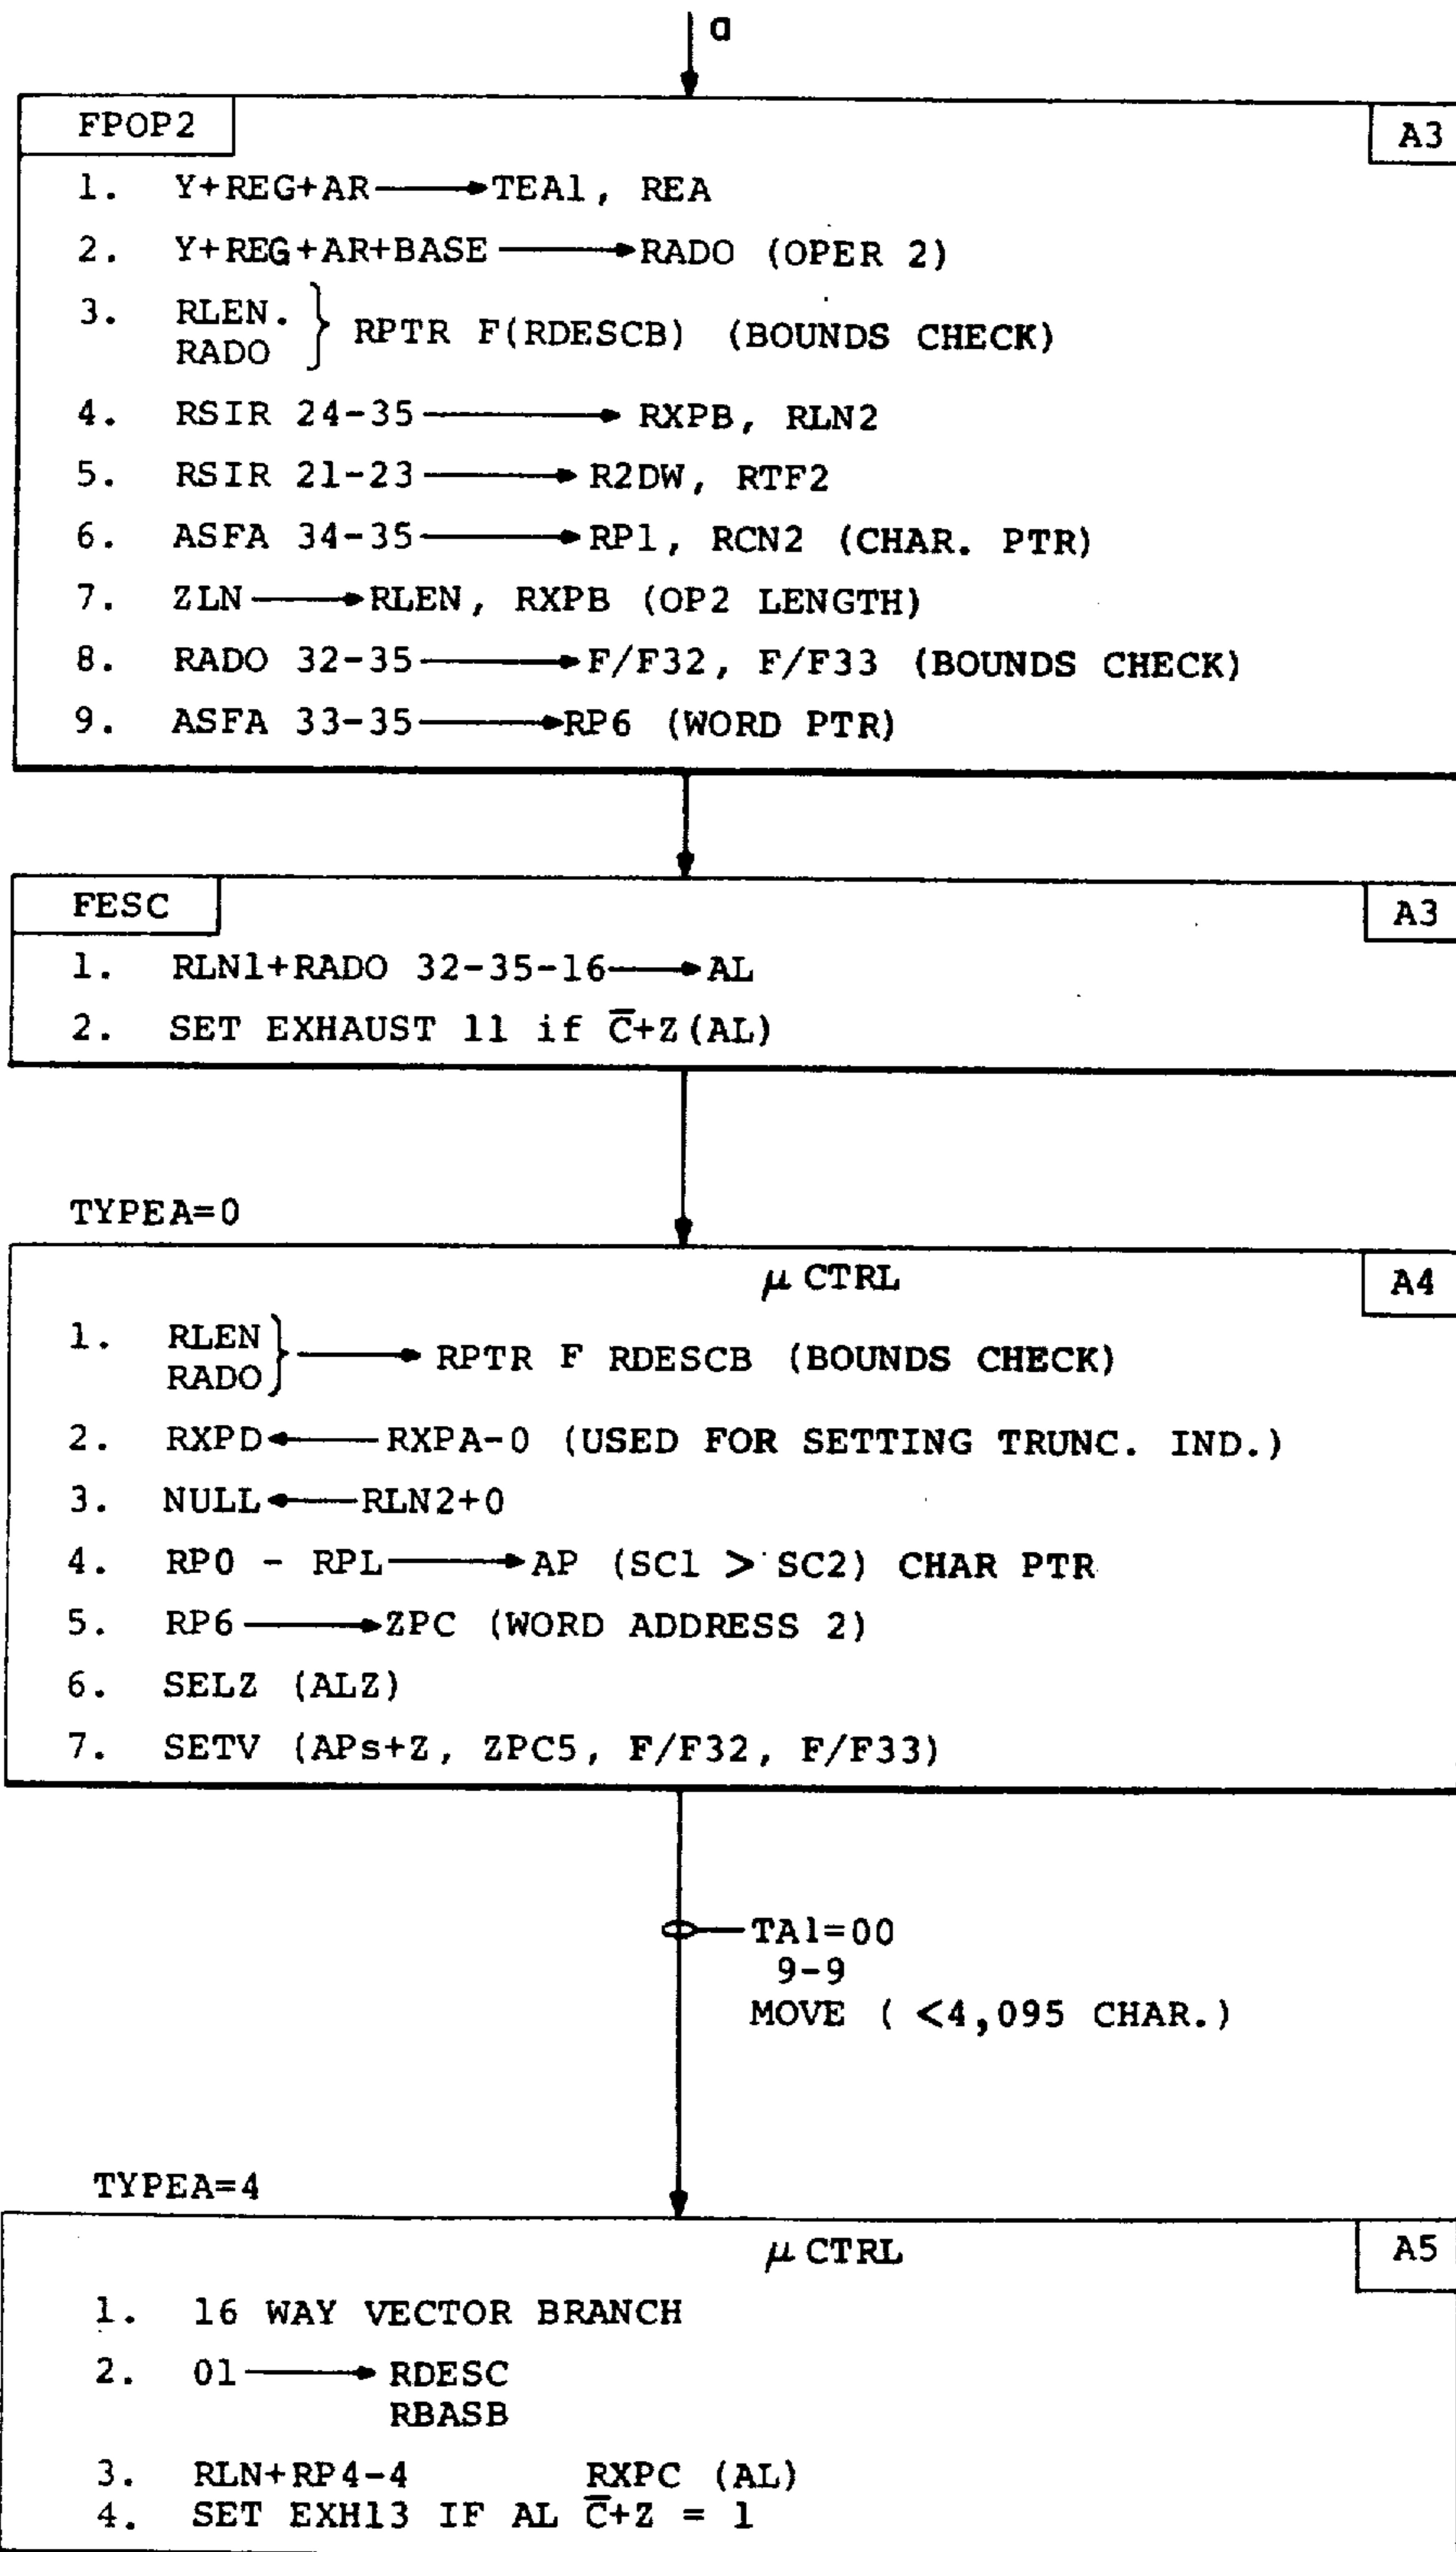 a
FPOP2
A3
1. Y+REG+AR→TEA1, REA
2. Y+REG+AR+BASE→RADO (OPER 2)
3. RLEN. RADO } RPTR F(RDESCB) (BOUNDS CHECK)
4. RSIR 24-35→RXPB, RLN2
5. RSIR 21-23→R2DW, RTF2
6. ASFA 34-35→RP1, RCN2 (CHAR. PTR)
7. ZLN→RLEN, RXPB (OP2 LENGTH)
8. RADO 32-35→F/F32, F/F33 (BOUNDS CHECK)
9. ASFA 33-35→RP6 (WORD PTR)
FESC
A3
1. RLN1+RADO 32-35-16→AL
2. SET EXHAUST 11 if C̅+Z(AL)
TYPEA=0
μ CTRL
A4
1. RLEN RADO }→RPTR F RDESCB (BOUNDS CHECK)
2. RXPD←RXPA-0 (USED FOR SETTING TRUNC. IND.)
3. NULL←RLN2+0
4. RP0 - RPL→AP (SC1 > SC2) CHAR PTR
5. RP6→ZPC (WORD ADDRESS 2)
6. SELZ (ALZ)
7. SETV (APs+Z, ZPC5, F/F32, F/F33)
TA1=00
9-9
MOVE ( <4,095 CHAR.)
TYPEA=4
μ CTRL
A5
1. 16 WAY VECTOR BRANCH
2. 01→RDESC
RBASB
3. RLN+RP4-4 RXPC (AL)
4. SET EXH13 IF AL C̅+Z = 1